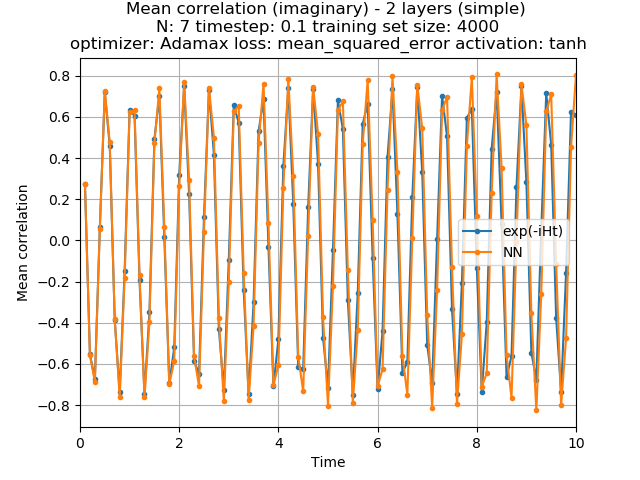 Mean correlation (imaginary) - 2 layers (simple)
N: 7 timestep: 0.1 training set size: 4000
optimizer: Adamax loss: mean_squared_error activation: tanh
Mean correlation
0.8
0.6
0.4
0.2
0.0
−0.2
−0.4
−0.6
−0.8
exp(-iHt)
NN
0
2
4
6
8
10
Time